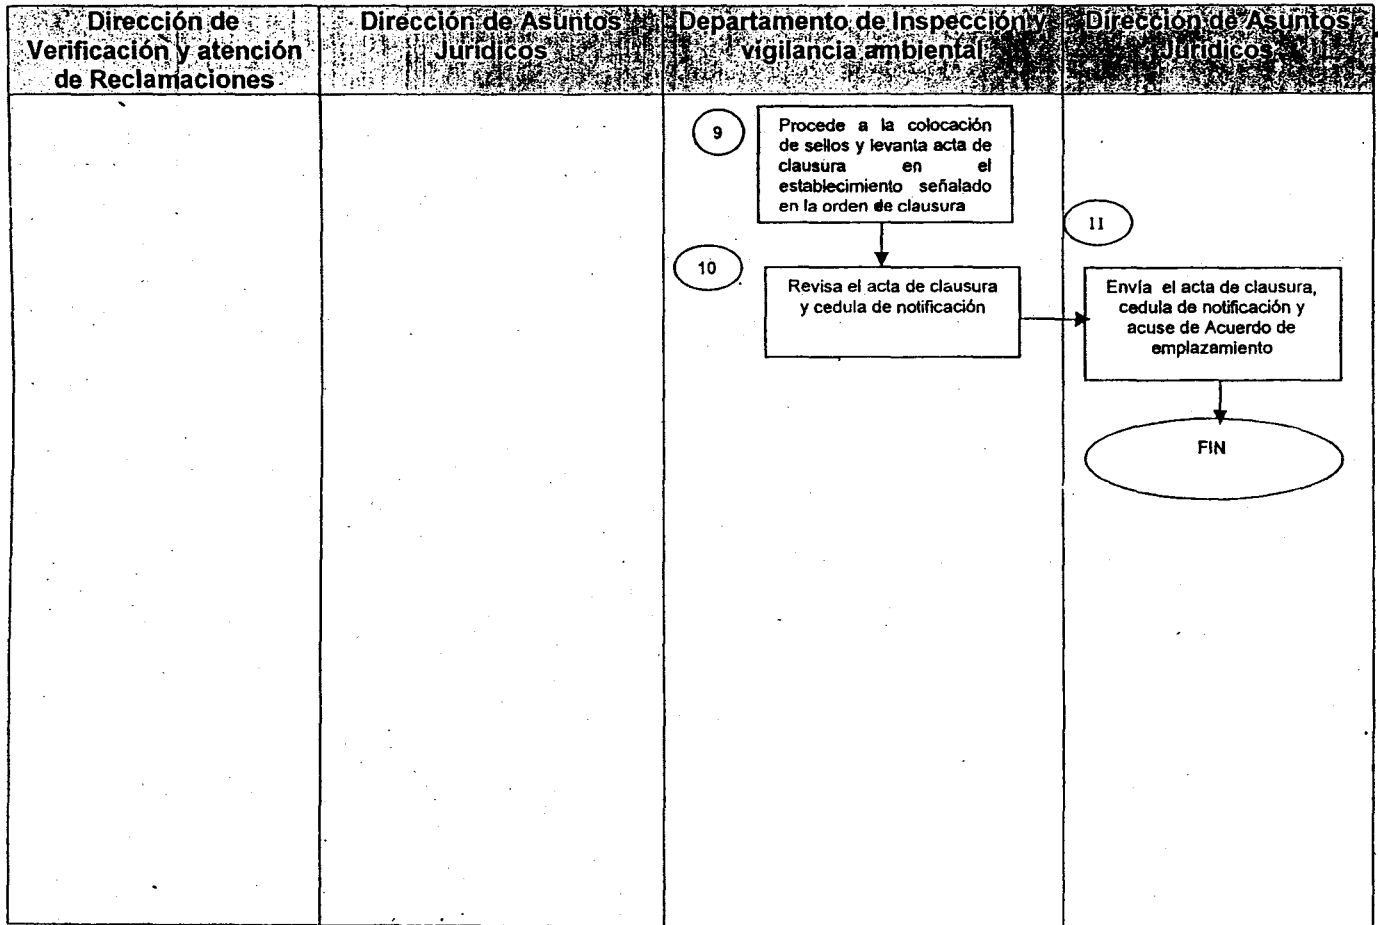 Dirección de
Verificación y atención
de Reclamaciones
Dirección de Asuntos
Jurídicos
Departamento de Inspección y
vigilancia ambiental
Dirección de Asuntos
Jurídicos
9
Procede a la colocación
de sellos y levanta acta de
clausura en el
establecimiento señalado
en la orden de clausura
10
Revisa el acta de clausura
y cedula de notificación
11
Envía el acta de clausura,
cedula de notificación y
acuse de Acuerdo de
emplazamiento
FIN